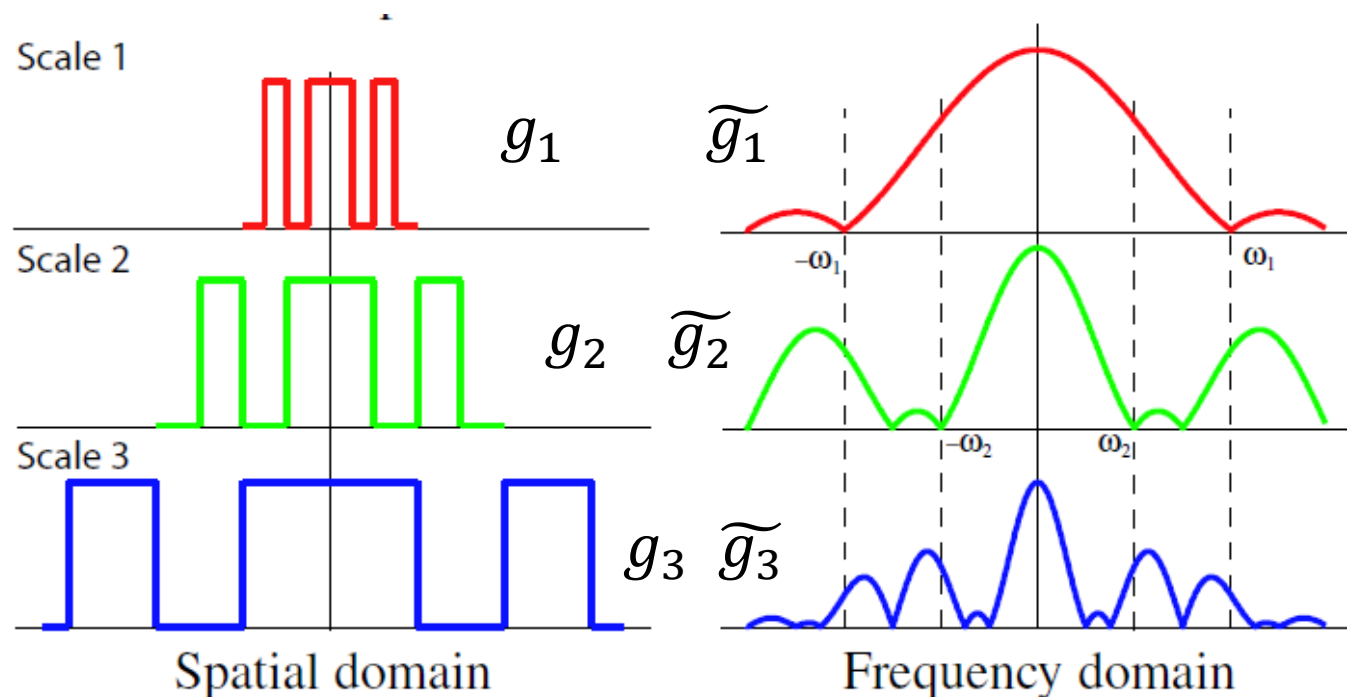 Scale 1
g₁ g̃₁
−ω₁ ω₁
Scale 2
g₂ g̃₂
−ω₂ ω₂
Scale 3
g₃ g̃₃
Spatial domain Frequency domain